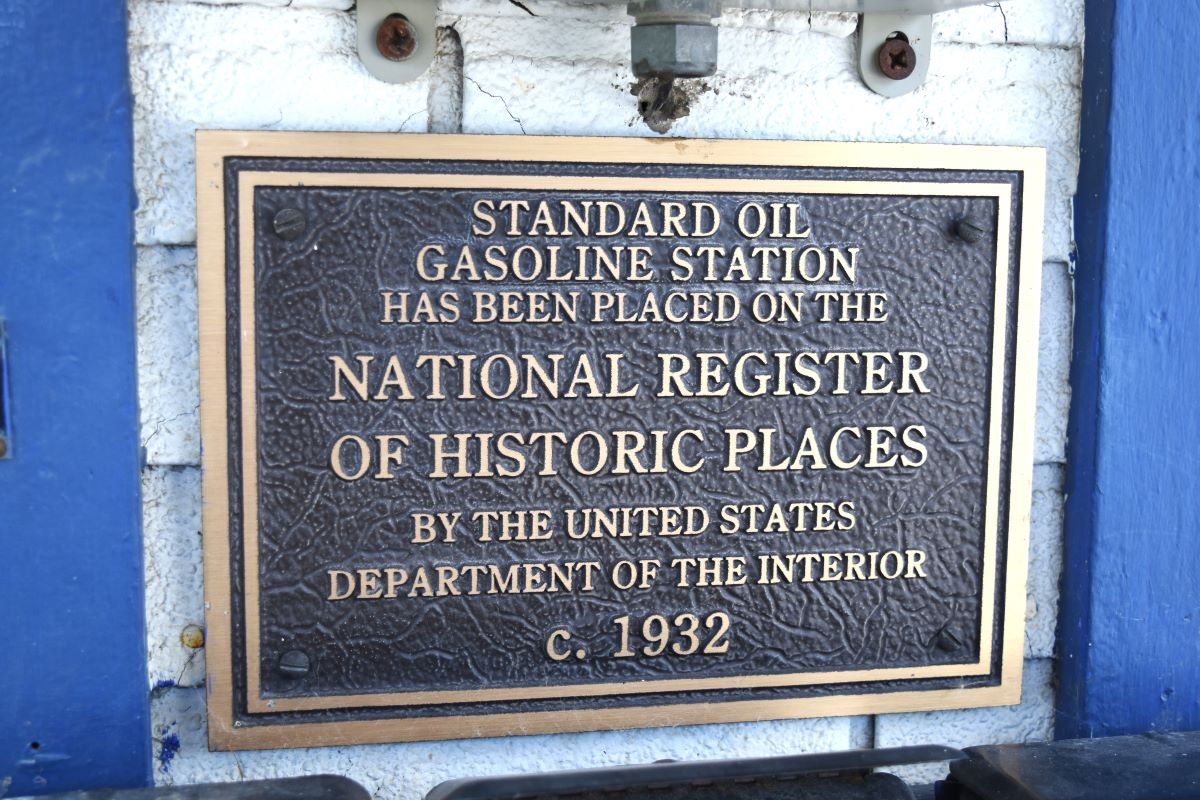 STANDARD OIL
GASOLINE STATION
HAS BEEN PLACED ON THE
NATIONAL REGISTER
OF HISTORIC PLACES
BY THE UNITED STATES
DEPARTMENT OF THE INTERIOR
c. 1932